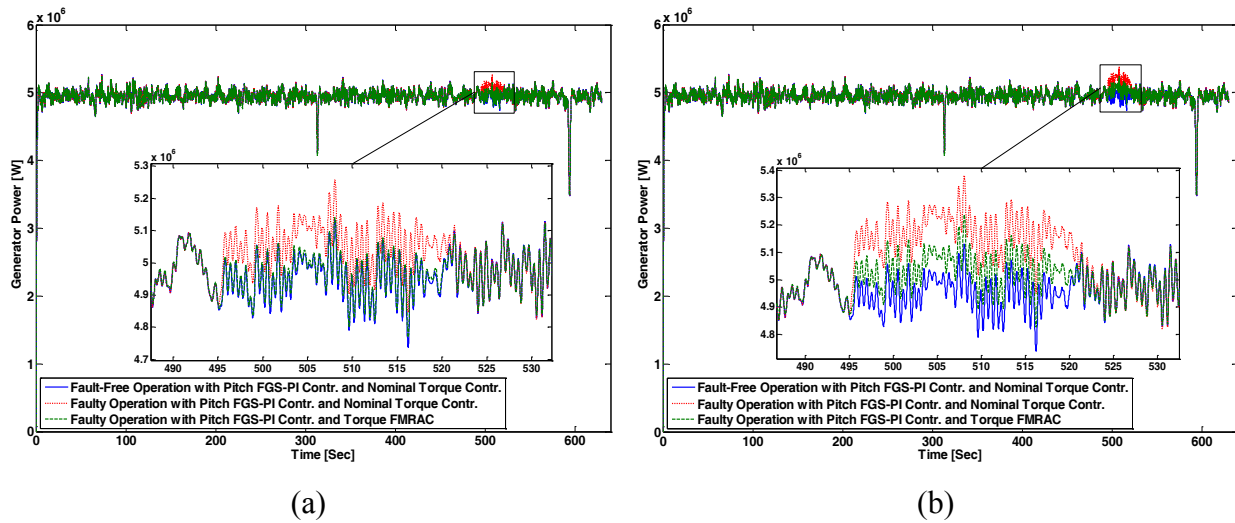 6 x 10^6
5
4
3
2
1
0
Generator Power [W]
0 100 200 300 400 500 600
Time [Sec]
x 10^6
5.3
5.2
5.1
5
4.9
4.8
4.7
490 495 500 505 510 515 520 525 530
Fault-Free Operation with Pitch FGS-PI Contr. and Nominal Torque Contr.
Faulty Operation with Pitch FGS-PI Contr. and Nominal Torque Contr.
Faulty Operation with Pitch FGS-PI Contr. and Torque FMRAC
(a)
6 x 10^6
5
4
3
2
1
0
Generator Power [W]
0 100 200 300 400 500 600
Time [Sec]
x 10^6
5.4
5.3
5.2
5.1
5
4.9
4.8
490 495 500 505 510 515 520 525 530
Fault-Free Operation with Pitch FGS-PI Contr. and Nominal Torque Contr.
Faulty Operation with Pitch FGS-PI Contr. and Nominal Torque Contr.
Faulty Operation with Pitch FGS-PI Contr. and Torque FMRAC
(b)